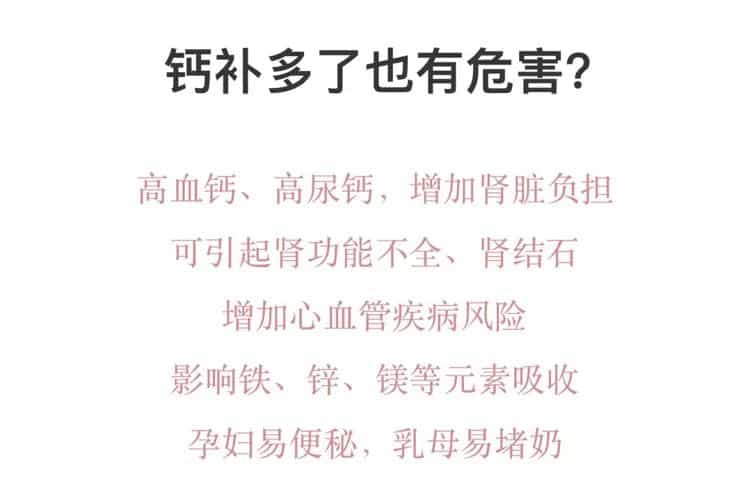 钙补多了也有危害?
高血钙、高尿钙，增加肾脏负担
可引起肾功能不全、肾结石
增加心血管疾病风险
影响铁、锌、镁等元素吸收
孕妇易便秘，乳母易堵奶